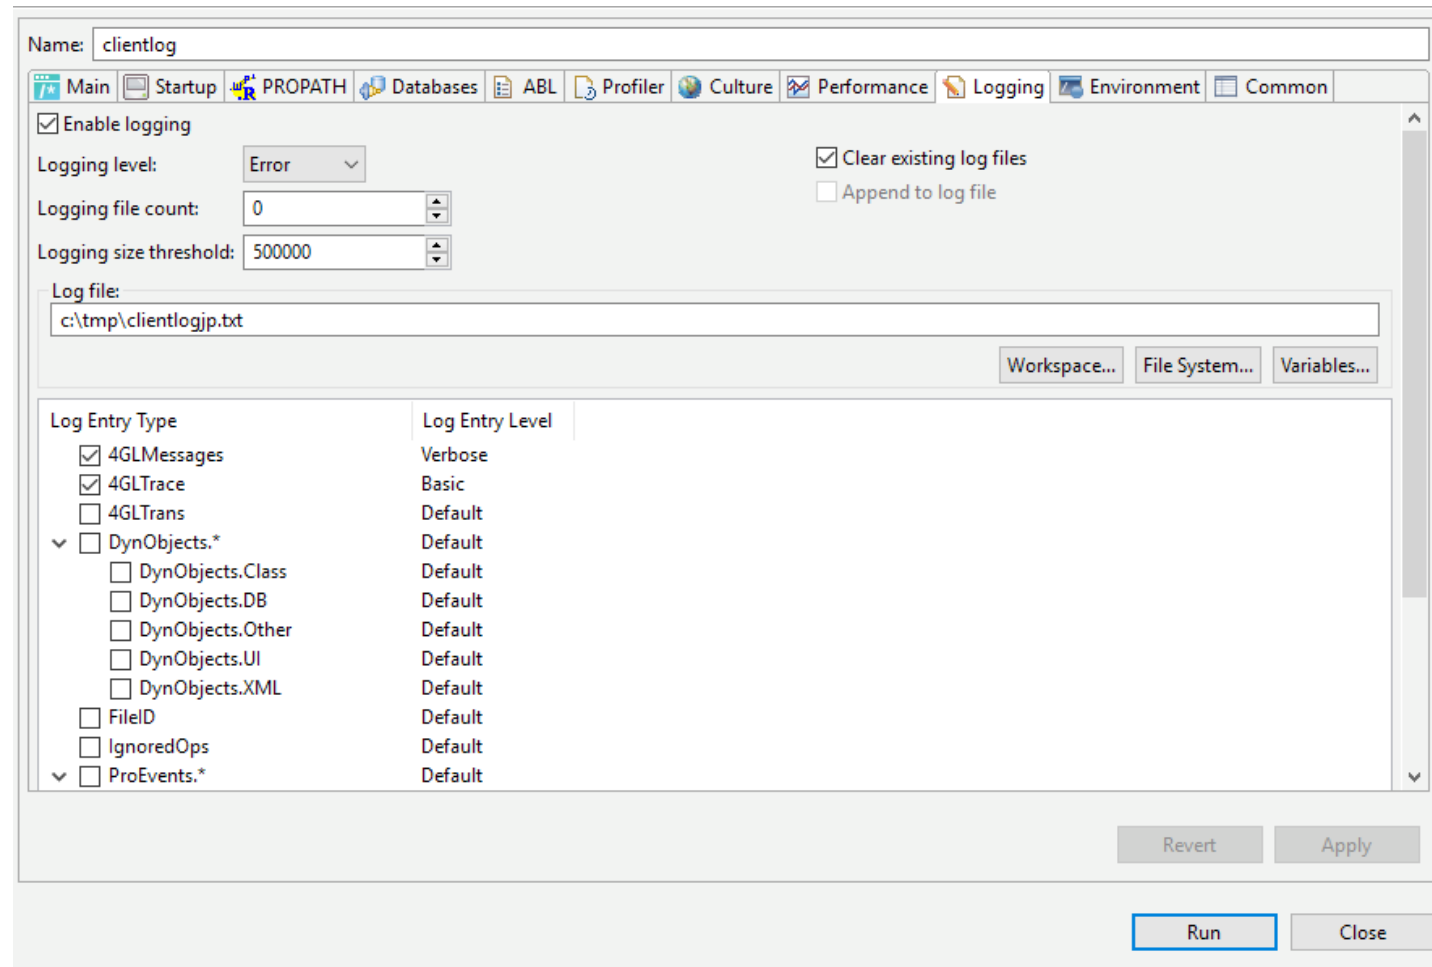 Name: clientlog
Main Startup PROPATH Databases ABL Profiler Culture Performance Logging Environment Common
Enable logging
Logging level: Error
Clear existing log files
Append to log file
Logging file count: 0
Logging size threshold: 500000
Log file:
c:\tmp\clientlogjp.txt
Workspace... File System... Variables...
Log Entry Type Log Entry Level
4GLMessages Verbose
4GLTrace Basic
4GLTrans Default
DynObjects.* Default
DynObjects.Class Default
DynObjects.DB Default
DynObjects.Other Default
DynObjects.UI Default
DynObjects.XML Default
FileID Default
IgnoredOps Default
ProEvents.* Default
Revert Apply
Run Close